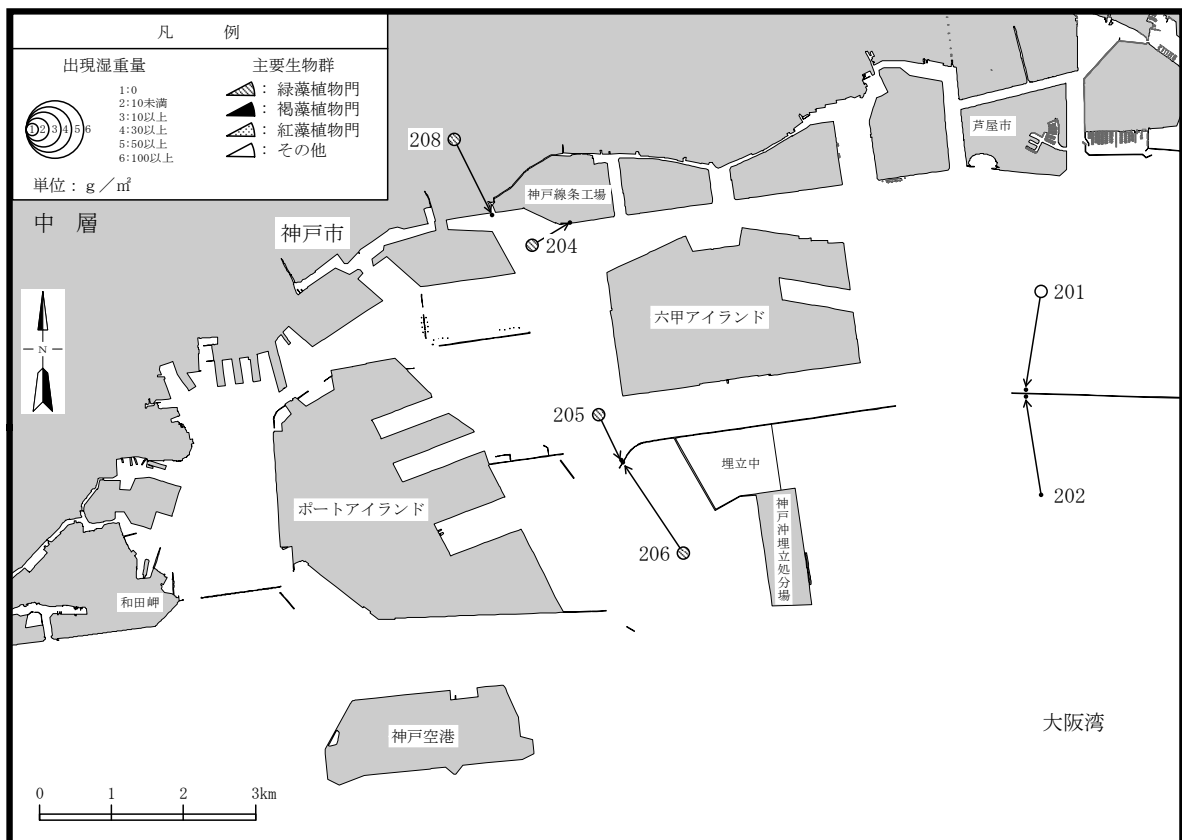 凡 例
出現湿重量
1:0
2:10未満
3:10以上
4:30以上
5:50以上
6:100以上
1 2 3 4 5 6
単位：g／㎡
主要生物群
：緑藻植物門
：褐藻植物門
：紅藻植物門
：その他
中 層
208
神戸線条工場
芦屋市
神戸市
204
201
六甲アイランド
N
205
埋立中
202
ポートアイランド
206
神戸沖埋立処分場
和田岬
神戸空港
大阪湾
0 1 2 3km